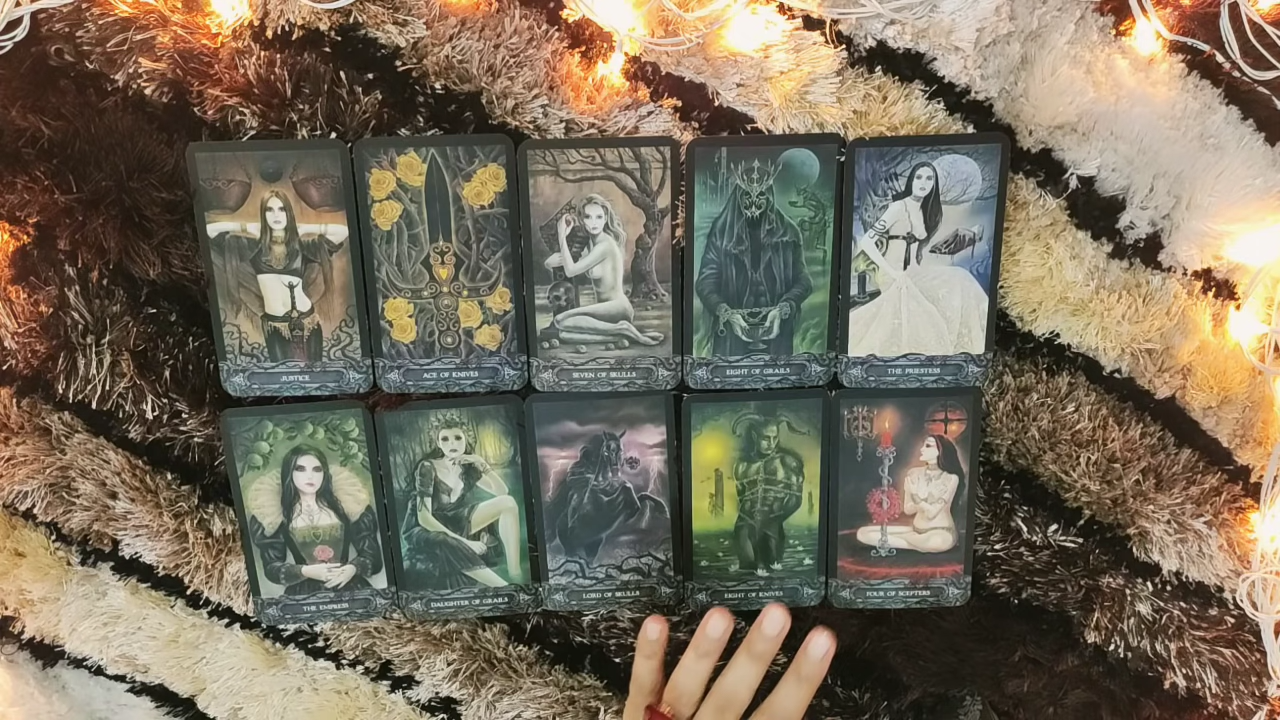 JUSTICE
ACE OF KNIVES
SEVEN OF SKULLS
EIGHT OF GRAILS
THE PRIESTESS
THE EMPRESS
DAUGHTER OF GRAILS
LORD OF SKULLS
EIGHT OF KNIVES
FOUR OF SCEPTERS